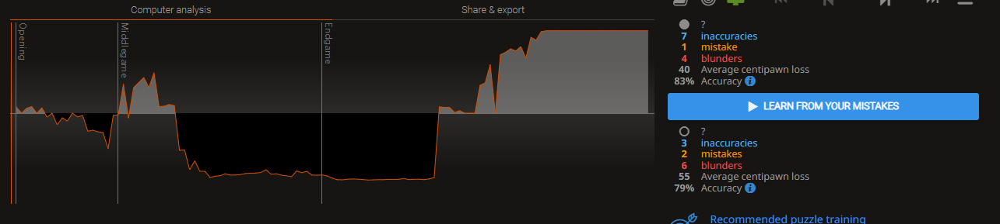 Computer analysis
Share & export
Opening
Middlegame
Endgame
?
7 inaccuracies
1 mistake
4 blunders
40 Average centipawn loss
83% Accuracy
LEARN FROM YOUR MISTAKES
?
3 inaccuracies
2 mistakes
6 blunders
55 Average centipawn loss
79% Accuracy
Recommended puzzle training